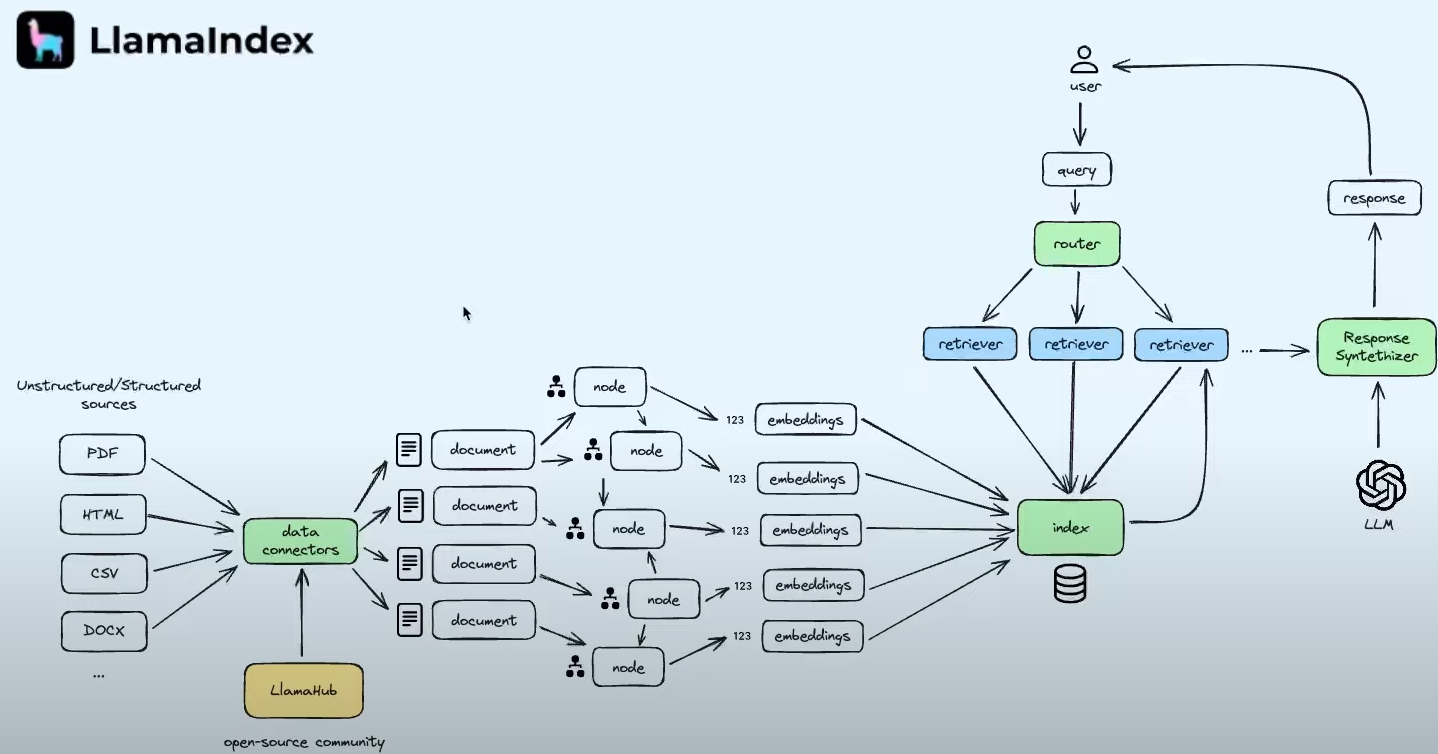 LlamaIndex
user
query
response
router
retriever
retriever
retriever
...
Response
Syntethizer
Unstructured/Structured
sources
PDF
HTML
CSV
DOCX
...
data
connectors
LlamaHub
open-source community
document
document
document
document
node
node
node
node
node
123
embeddings
123
embeddings
123
embeddings
123
embeddings
123
embeddings
index
LLM